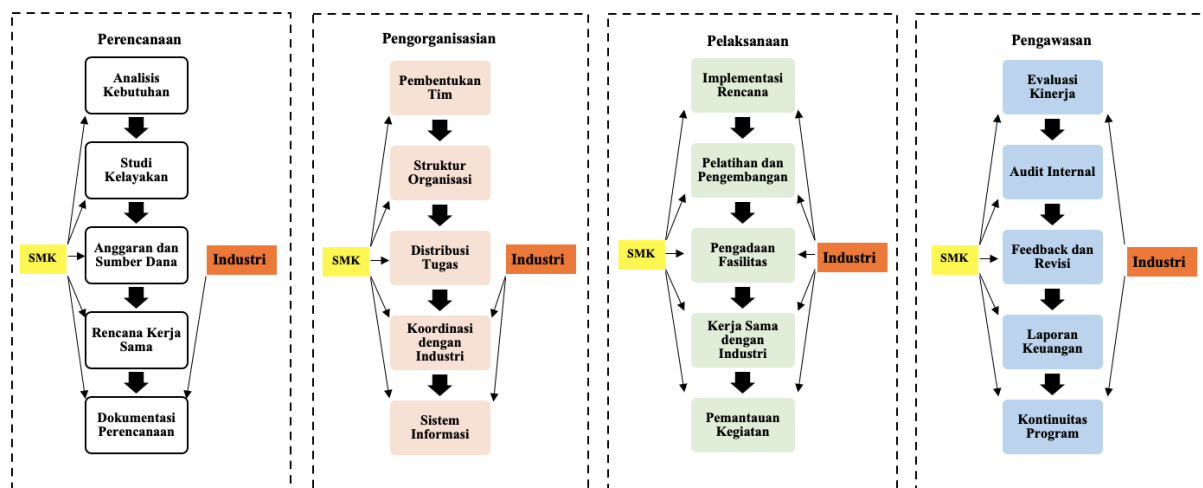 Perencanaan
Analisis
Kebutuhan
Studi
Kelayakan
Anggaran dan
Sumber Dana
Rencana Kerja
Sama
Dokumentasi
Perencanaan
SMK
Industri
Pengorganisasian
Pembentukan
Tim
Struktur
Organisasi
Distribusi
Tugas
Koordinasi
dengan
Industri
Sistem
Informasi
SMK
Industri
Pelaksanaan
Implementasi
Rencana
Pelatihan dan
Pengembangan
Pengadaan
Fasilitas
Kerja Sama
dengan
Industri
Pemantauan
Kegiatan
SMK
Industri
Pengawasan
Evaluasi
Kinerja
Audit Internal
Feedback dan
Revisi
Laporan
Keuangan
Kontinuitas
Program
SMK
Industri